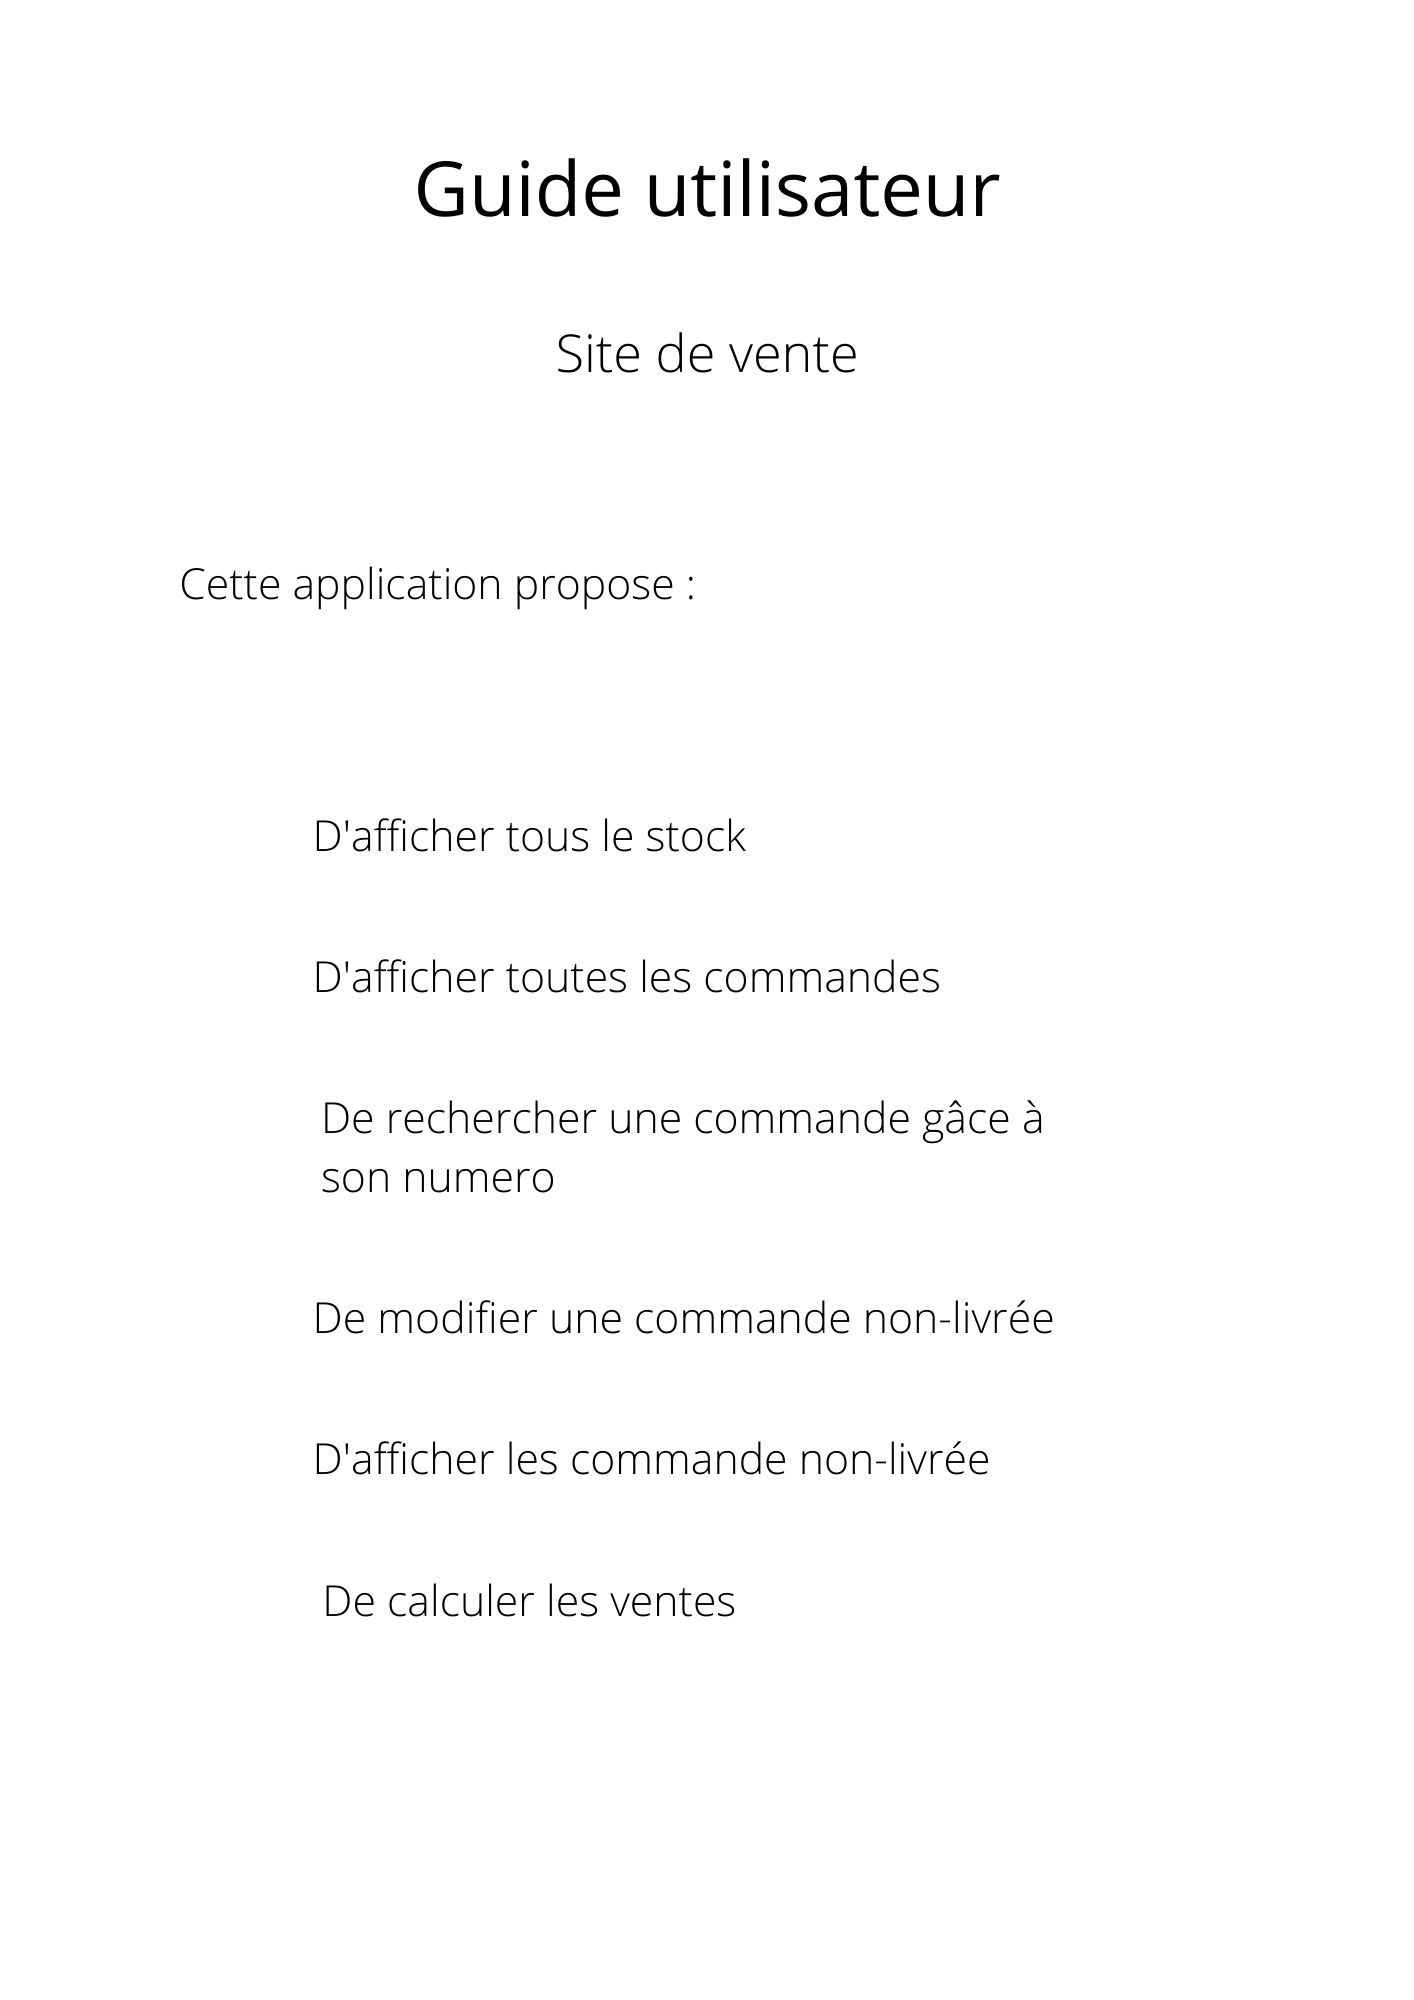 Guide utilisateur
Site de vente
Cette application propose :
D'afficher tous le stock
D'afficher toutes les commandes
De rechercher une commande gâce à
son numero
De modifier une commande non-livrée
D'afficher les commande non-livrée
De calculer les ventes